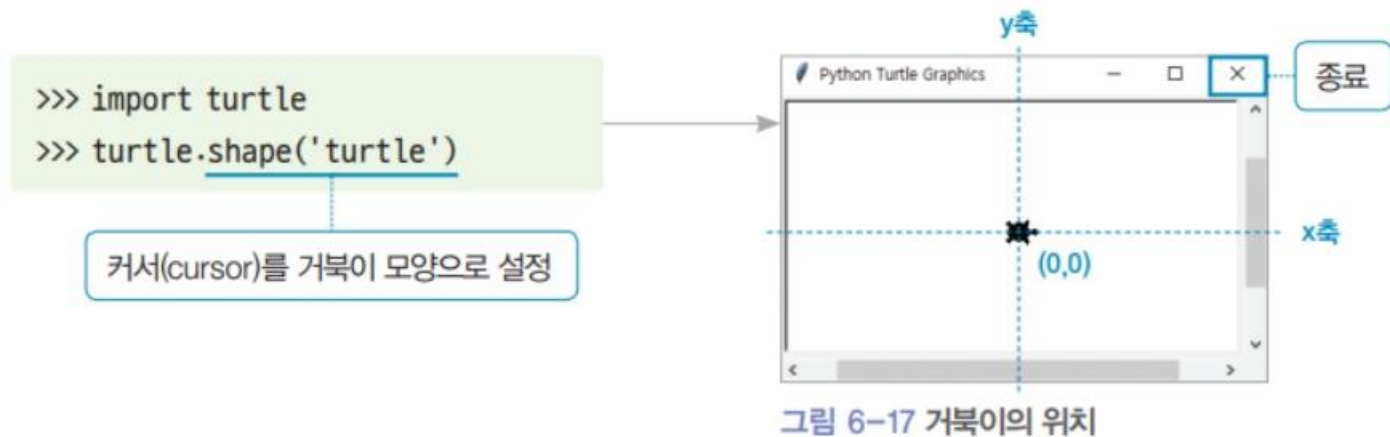 >>> import turtle
>>> turtle.shape('turtle')
커서(cursor)를 거북이 모양으로 설정
y축
Python Turtle Graphics
종료
x축
(0,0)
그림 6-17 거북이의 위치